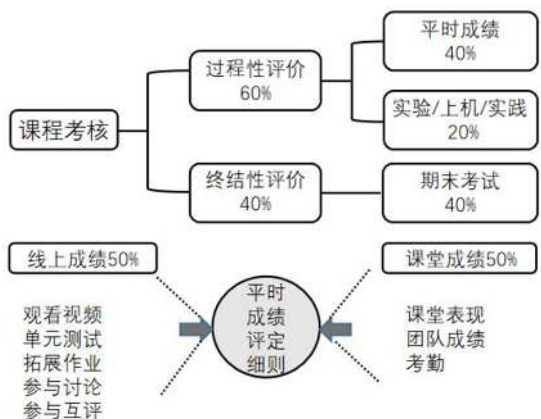 平时成绩
40%
过程性评价
60%
实验/上机/实践
20%
课程考核
终结性评价
40%
期末考试
40%
线上成绩50%
课堂成绩50%
平时
成绩
评定
细则
观看视频
单元测试
拓展作业
参与讨论
参与互评
课堂表现
团队成绩
考勤